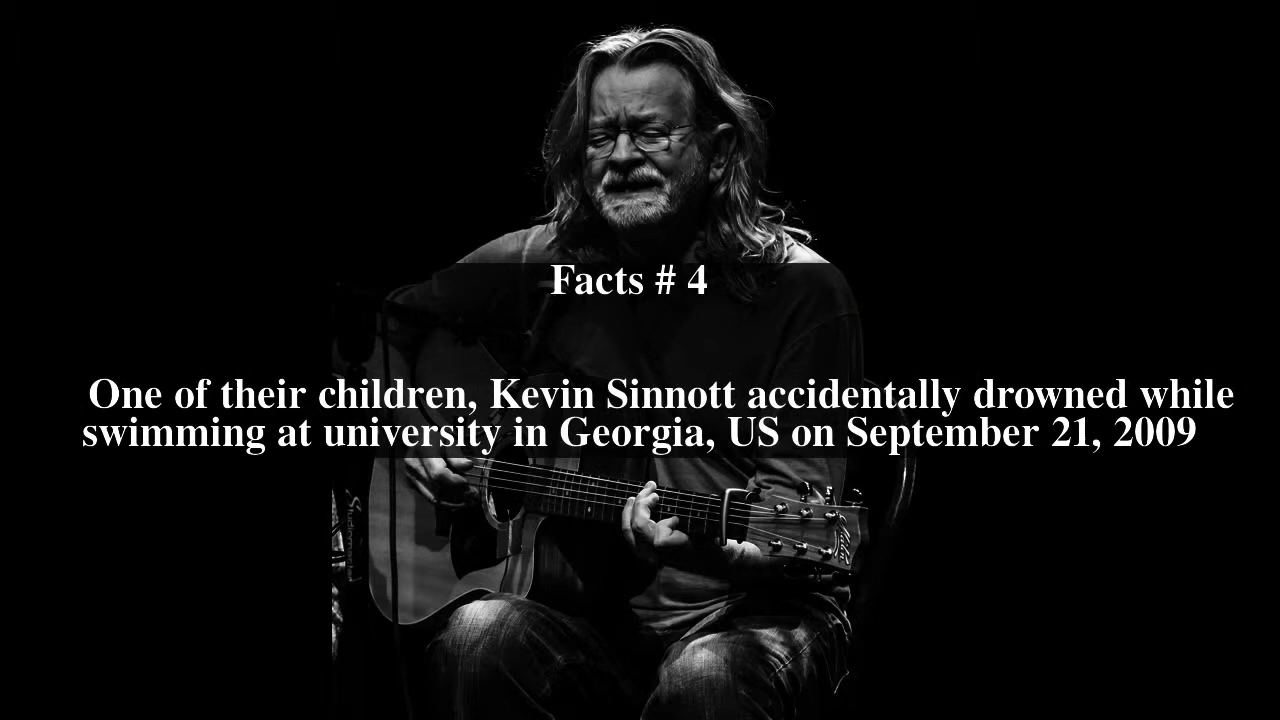 Facts # 4
One of their children, Kevin Sinnott accidentally drowned while
swimming at university in Georgia, US on September 21, 2009
Maton